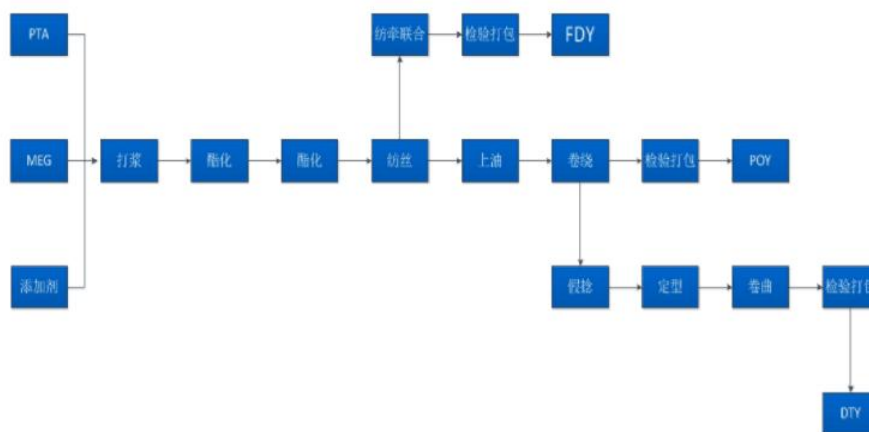 PTA
纺牵联合
检验打包
FDY
MEG
打浆
酯化
酯化
纺丝
上油
卷绕
检验打包
POY
添加剂
假捻
定型
卷曲
检验打包
DTY